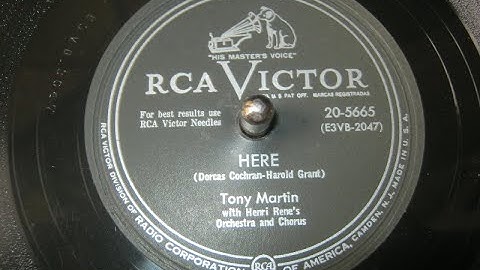 "HIS MASTER'S VOICE"
RCA VICTOR
U S PAT OFF. MARCAS REGISTRADAS
For best results use
RCA Victor Needles
20-5665
(E3VB-2047)
HERE
(Dorcas Cochran-Harold Grant)
Tony Martin
with Henri Rene's
Orchestra and Chorus
RCA VICTOR DIVISION OF RADIO CORPORATION OF AMERICA, CAMDEN, N.J. MADE IN U.S.A.
RCA